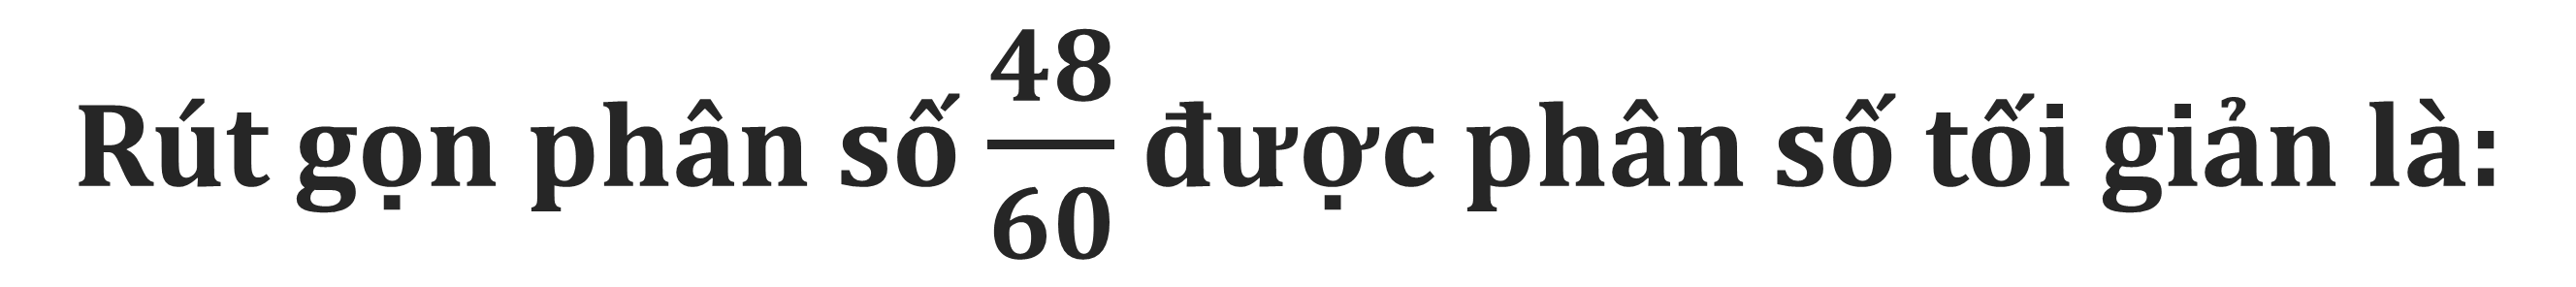 Rút gọn phân số 48/60 được phân số tối giản là: